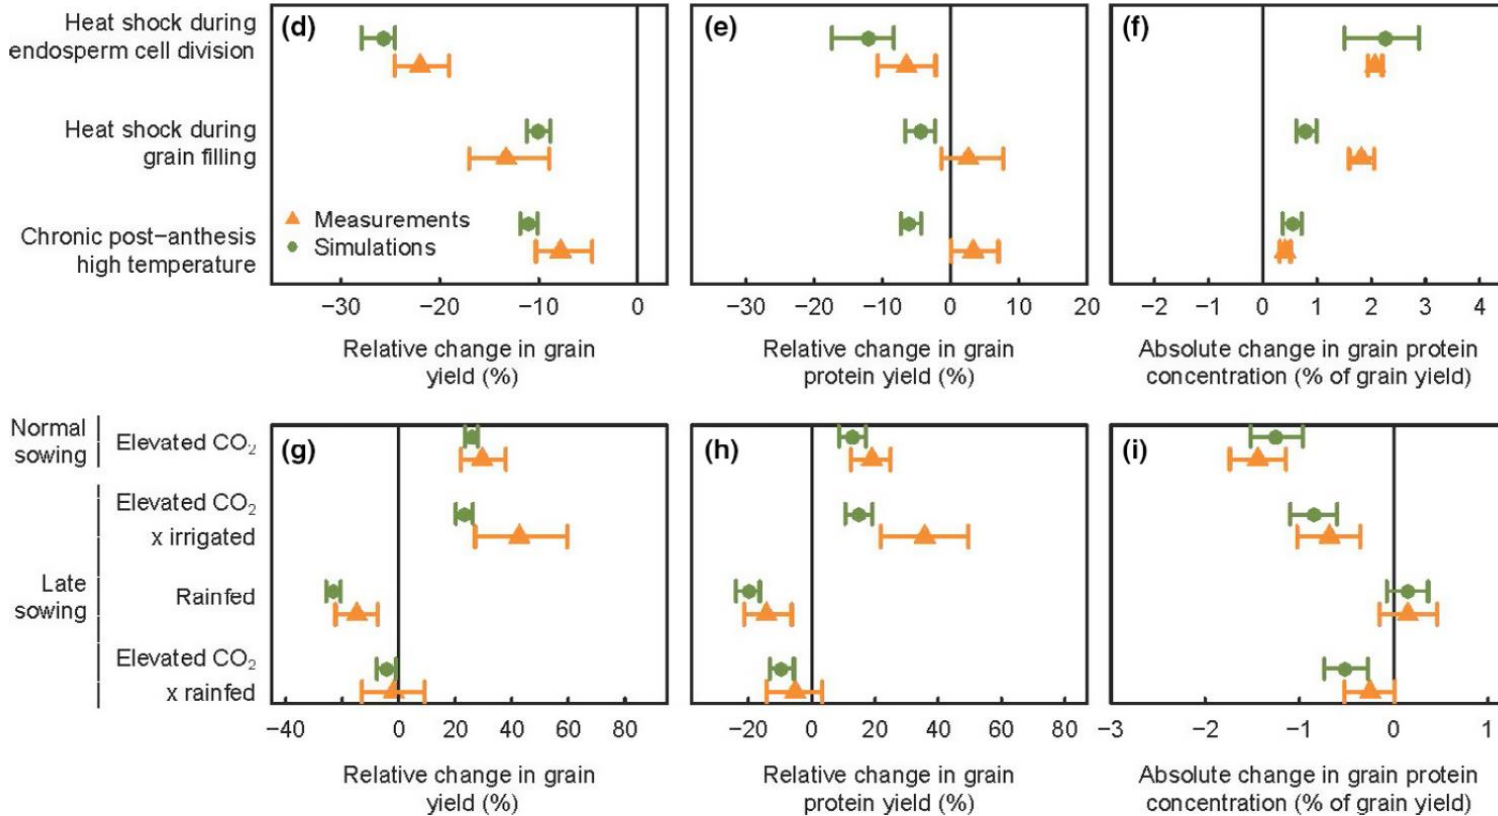 Heat shock during
endosperm cell division
Heat shock during
grain filling
Chronic post−anthesis
high temperature
(d)
Measurements
Simulations
−30 −20 −10 0
Relative change in grain
yield (%)
(e)
−30 −20 −10 0 10 20
Relative change in grain
protein yield (%)
(f)
−2 −1 0 1 2 3 4
Absolute change in grain protein
concentration (% of grain yield)
Normal
sowing
Elevated CO₂
Late
sowing
Elevated CO₂
x irrigated
Rainfed
Elevated CO₂
x rainfed
(g)
−40 0 20 40 60 80
Relative change in grain
yield (%)
(h)
−20 0 20 40 60 80
Relative change in grain
protein yield (%)
(i)
−3 −2 −1 0 1
Absolute change in grain protein
concentration (% of grain yield)